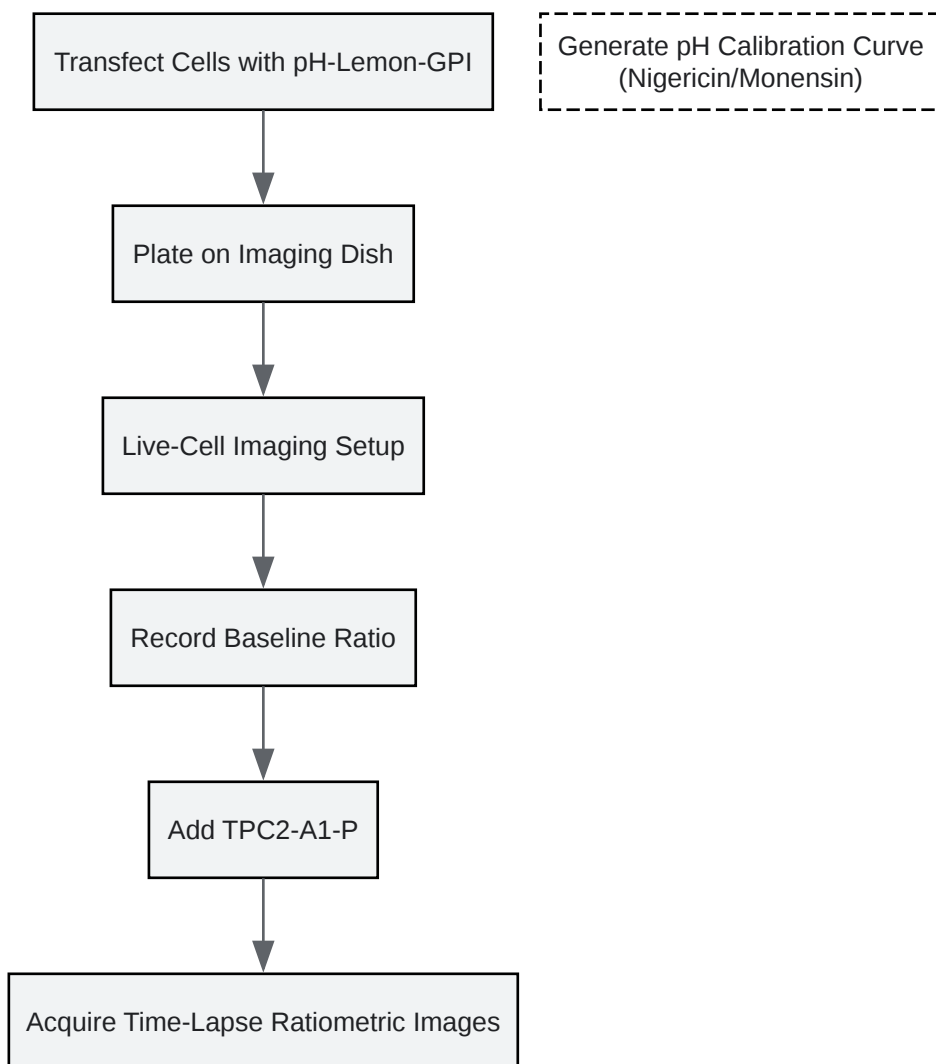 Transfect Cells with pH-Lemon-GPI
Generate pH Calibration Curve
(Nigericin/Monensin)
Plate on Imaging Dish
Live-Cell Imaging Setup
Record Baseline Ratio
Add TPC2-A1-P
Acquire Time-Lapse Ratiometric Images